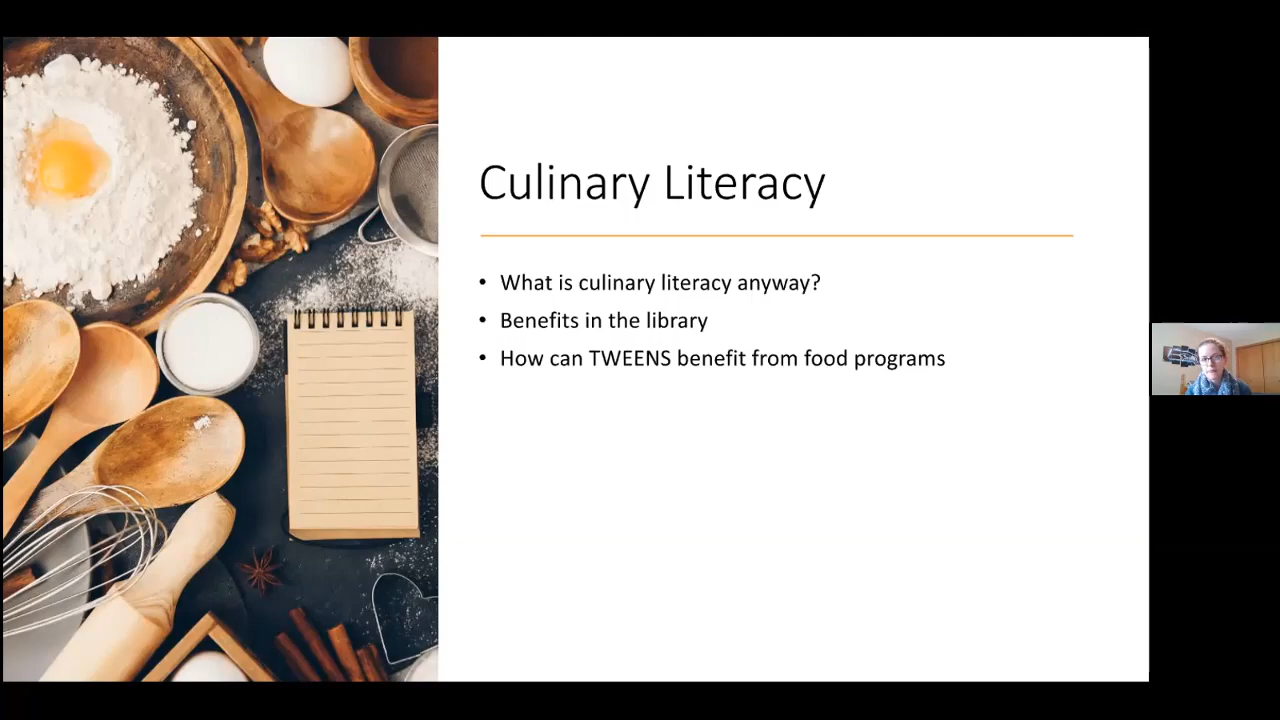 Culinary Literacy
• What is culinary literacy anyway?
• Benefits in the library
• How can TWEENS benefit from food programs